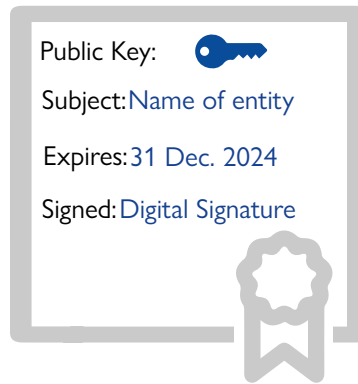 Public Key:
Subject: Name of entity
Expires: 31 Dec. 2024
Signed: Digital Signature